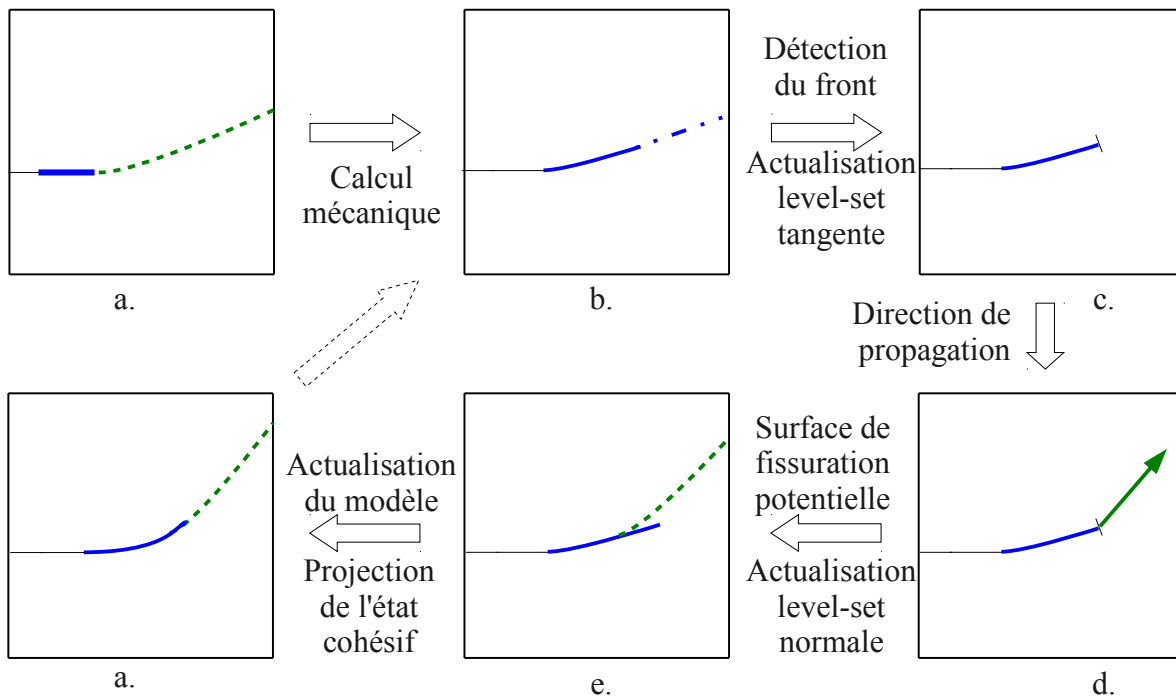 Détection
du front
Calcul
mécanique
Actualisation
level-set
tangente
a.
b.
c.
Direction de
propagation
Actualisation
du modèle
Projection
de l'état
cohésif
Surface de
fissuration
potentielle
Actualisation
level-set
normale
a.
e.
d.